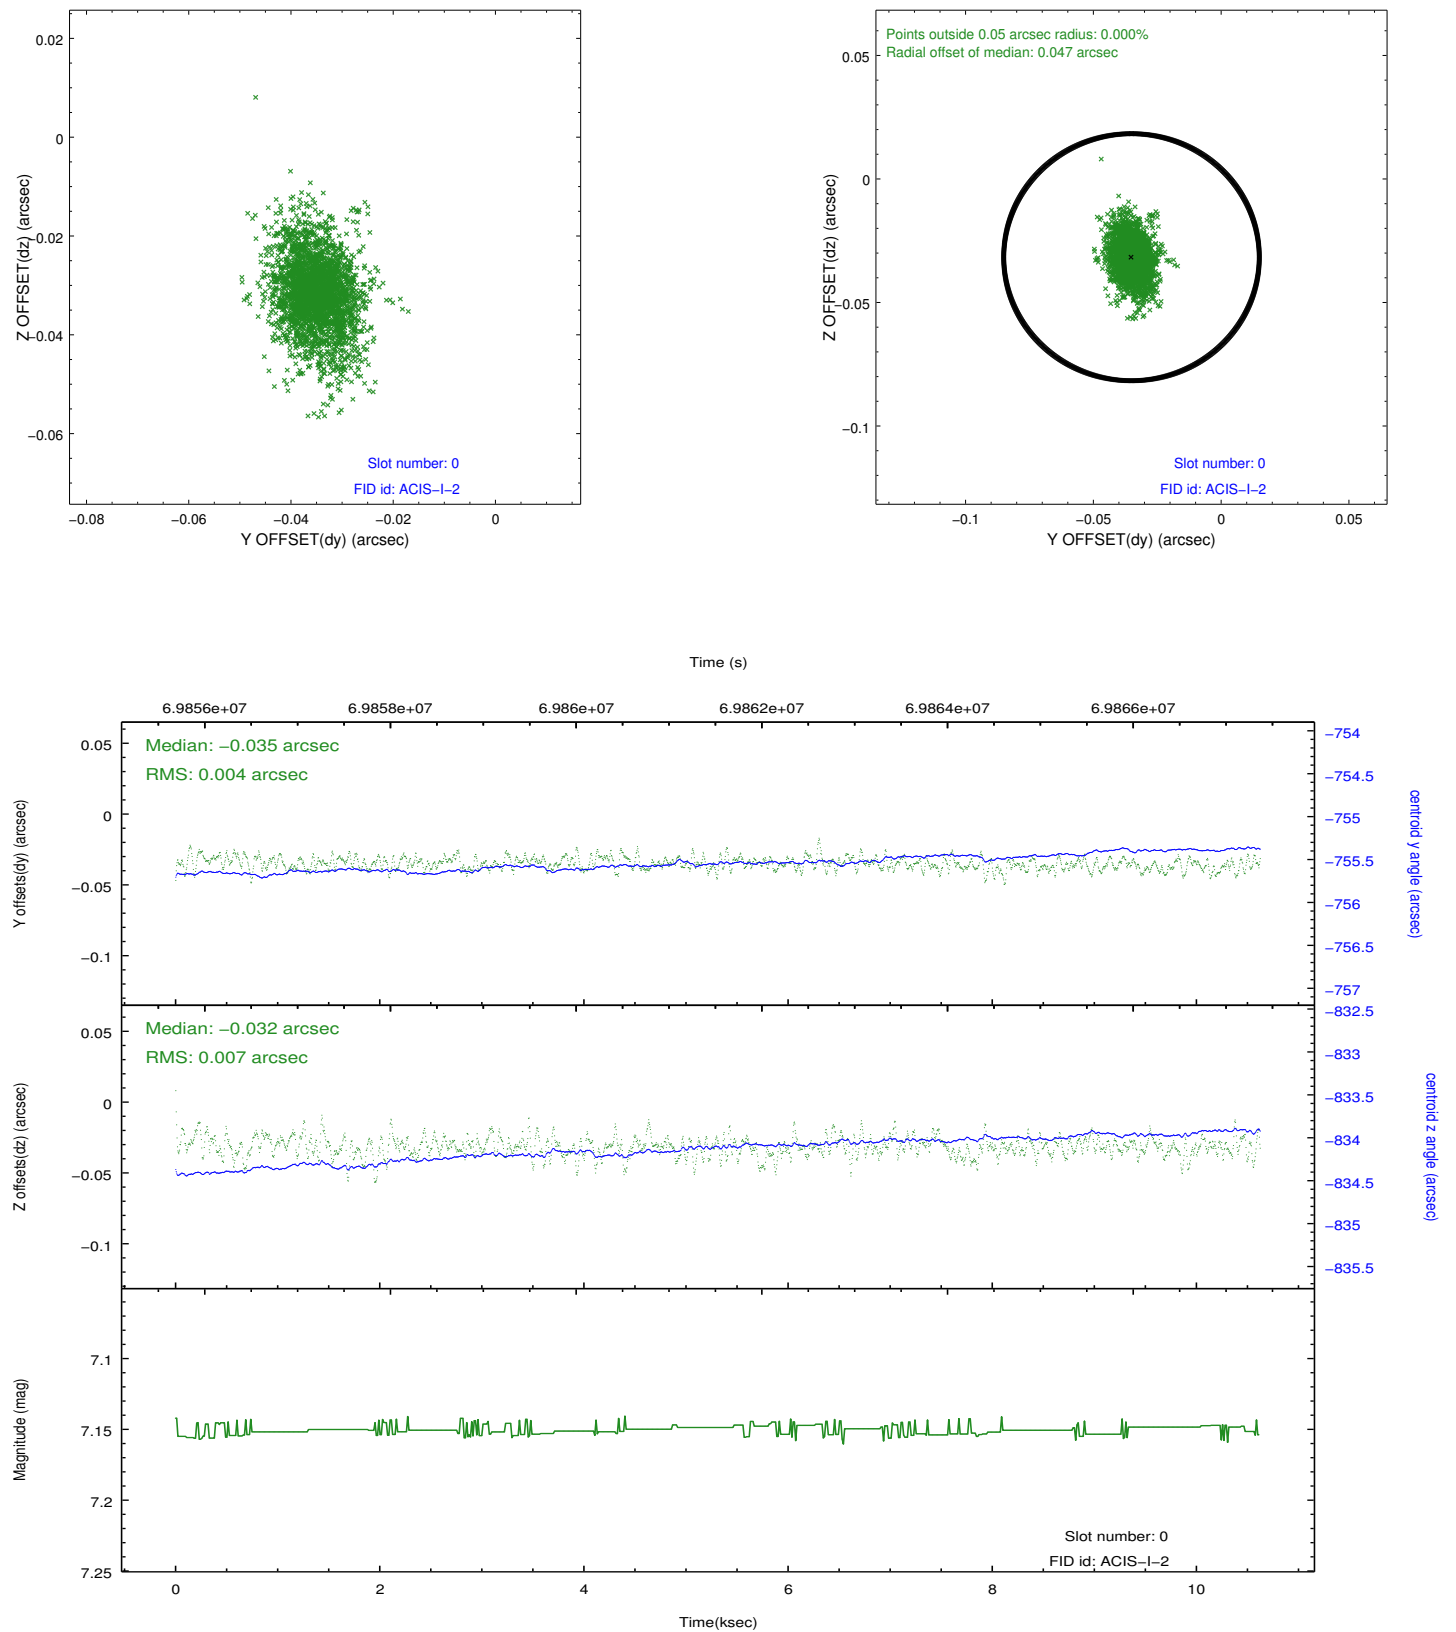 0.02
0
−0.02
−0.04
−0.06
Z OFFSET(dz) (arcsec)
Slot number: 0
FID id: ACIS−I−2
−0.08 −0.06 −0.04 −0.02 0
Y OFFSET(dy) (arcsec)
Points outside 0.05 arcsec radius: 0.000%
Radial offset of median: 0.047 arcsec
0.05
0
−0.05
−0.1
Z OFFSET(dz) (arcsec)
Slot number: 0
FID id: ACIS−I−2
−0.1 −0.05 0 0.05
Y OFFSET(dy) (arcsec)
Time (s)
6.9856e+07 6.9858e+07 6.986e+07 6.9862e+07 6.9864e+07 6.9866e+07
Median: −0.035 arcsec
RMS: 0.004 arcsec
0.05
0
−0.05
−0.1
Y offsets(dy) (arcsec)
−754
−754.5
−755
−755.5
−756
−756.5
−757
centroid y angle (arcsec)
Median: −0.032 arcsec
RMS: 0.007 arcsec
0.05
0
−0.05
−0.1
Z offsets(dz) (arcsec)
−832.5
−833
−833.5
−834
−834.5
−835
−835.5
centroid z angle (arcsec)
7.1
7.15
7.2
7.25
Magnitude (mag)
Slot number: 0
FID id: ACIS−I−2
0 2 4 6 8 10
Time(ksec)